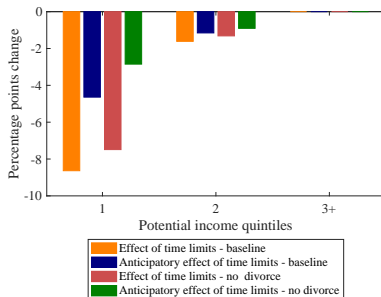 Percentage points change
0
-2
-4
-6
-8
-10
1 2 3+
Potential income quintiles
Effect of time limits - baseline
Anticipatory effect of time limits - baseline
Effect of time limits - no divorce
Anticipatory effect of time limits - no divorce